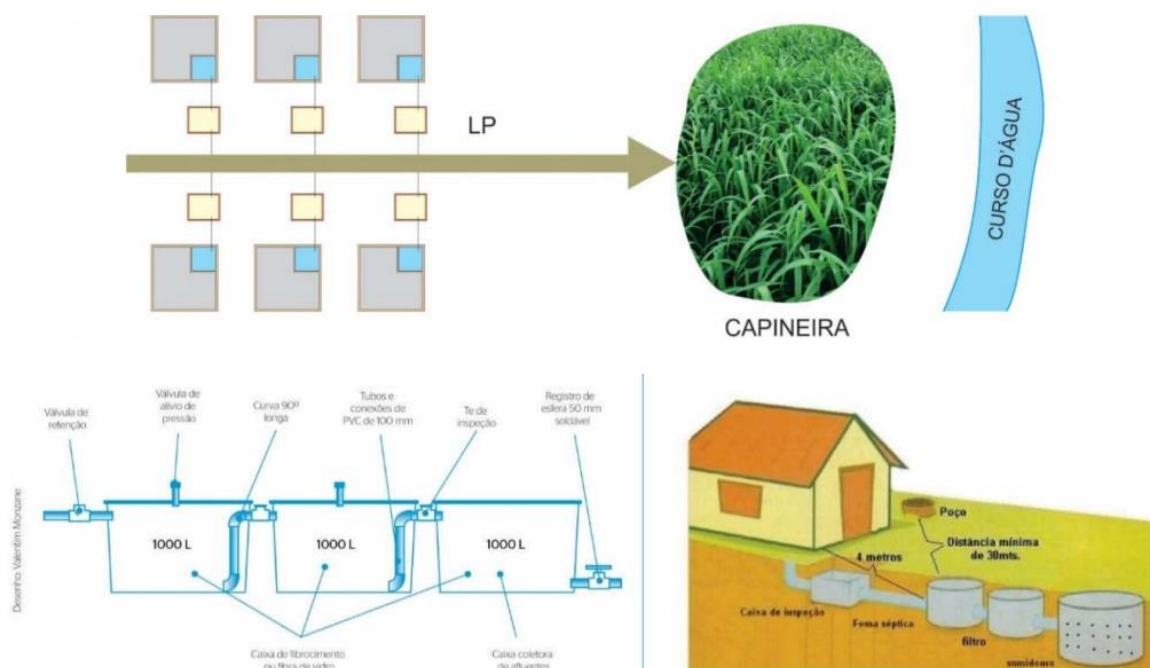 LP
CAPINEIRA
CURSO D'ÁGUA
Válvula de
retenção
Válvula de
alívio de
pressão
Curva 90º
longa
Tubos e
conexões de
PVC de 100 mm
Te de
inspeção
Registro de
esfera 50 mm
soldável
1000 L
1000 L
1000 L
Caixa de fibrocimento
ou fibra de vidro
Caixa coletora
de afluentes
Desenho: Valentim Monzane
Poço
Distância mínima
de 30mts.
4 metros
Caixa de inspeção
Fossa séptica
filtro
sumidouro